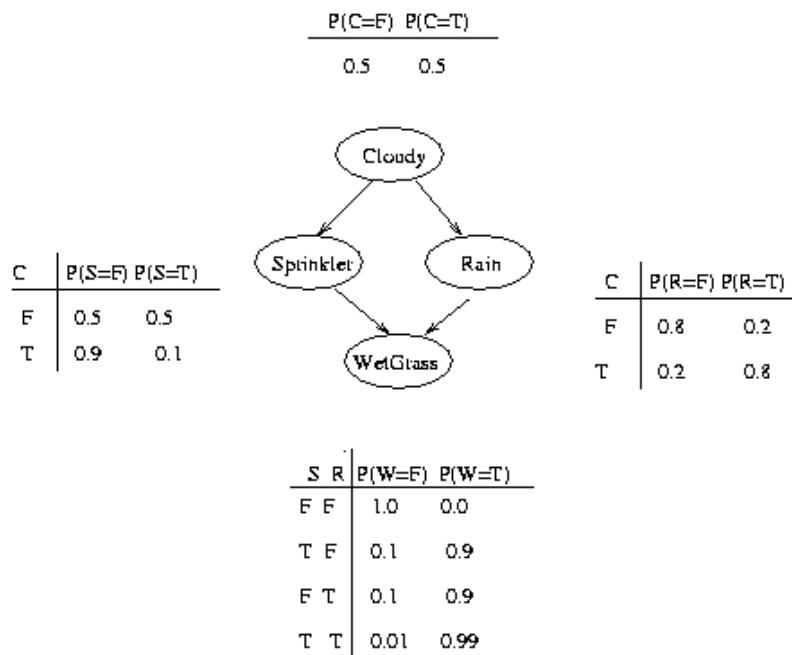 P(C=F) P(C=T)
0.5 0.5
Cloudy
Sprinkler
Rain
WetGrass
C P(S=F) P(S=T)
F 0.5 0.5
T 0.9 0.1
C P(R=F) P(R=T)
F 0.8 0.2
T 0.2 0.8
S R P(W=F) P(W=T)
F F 1.0 0.0
T F 0.1 0.9
F T 0.1 0.9
T T 0.01 0.99